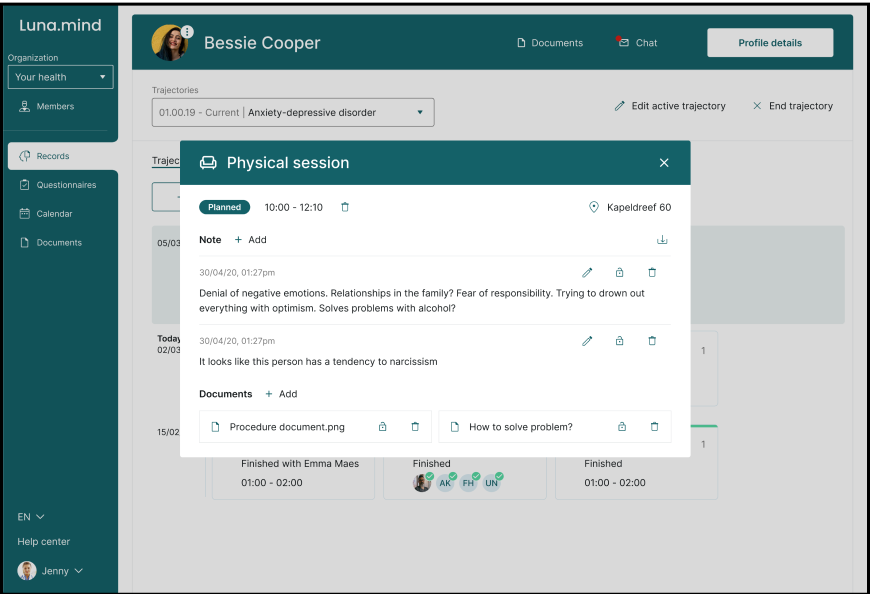 Luna.mind
Organization
Your health
Members
Records
Questionnaires
Calendar
Documents
EN
Help center
Jenny
Bessie Cooper
Documents
Chat
Profile details
Trajectories
01.00.19 - Current | Anxiety-depressive disorder
Edit active trajectory
End trajectory
Trajec
Physical session
Planned
10:00 - 12:10
Kapeldreef 60
Note
+ Add
30/04/20, 01:27pm
Denial of negative emotions. Relationships in the family? Fear of responsibility. Trying to drown out
everything with optimism. Solves problems with alcohol?
30/04/20, 01:27pm
It looks like this person has a tendency to narcissism
Documents
+ Add
Procedure document.png
How to solve problem?
05/03
Today
02/03
1
15/02
1
Finished with Emma Maes
01:00 - 02:00
Finished
AK
FH
UN
Finished
01:00 - 02:00